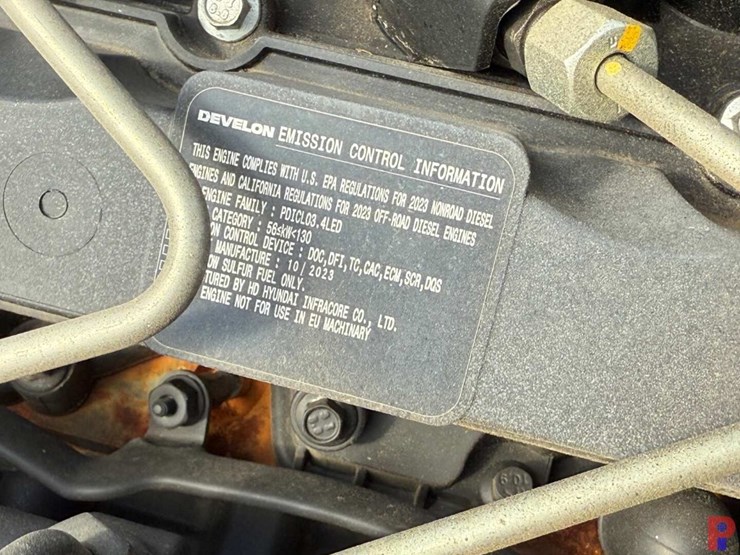 DEVELON EMISSION CONTROL INFORMATION
THIS ENGINE COMPLIES WITH U.S. EPA REGULATIONS FOR 2023 NONROAD DIESEL
ENGINES AND CALIFORNIA REGULATIONS FOR 2023 OFF-ROAD DIESEL ENGINES
ENGINE FAMILY : PDICL03.4LED
CATEGORY : 56≤kW<130
ON CONTROL DEVICE : DOC,DFI,TC,CAC,ECM,SCR,DQS
MANUFACTURE : 10/2023
OW SULFUR FUEL ONLY.
TURED BY HD HYUNDAI INFRACORE CO., LTD.
ENGINE NOT FOR USE IN EU MACHINARY